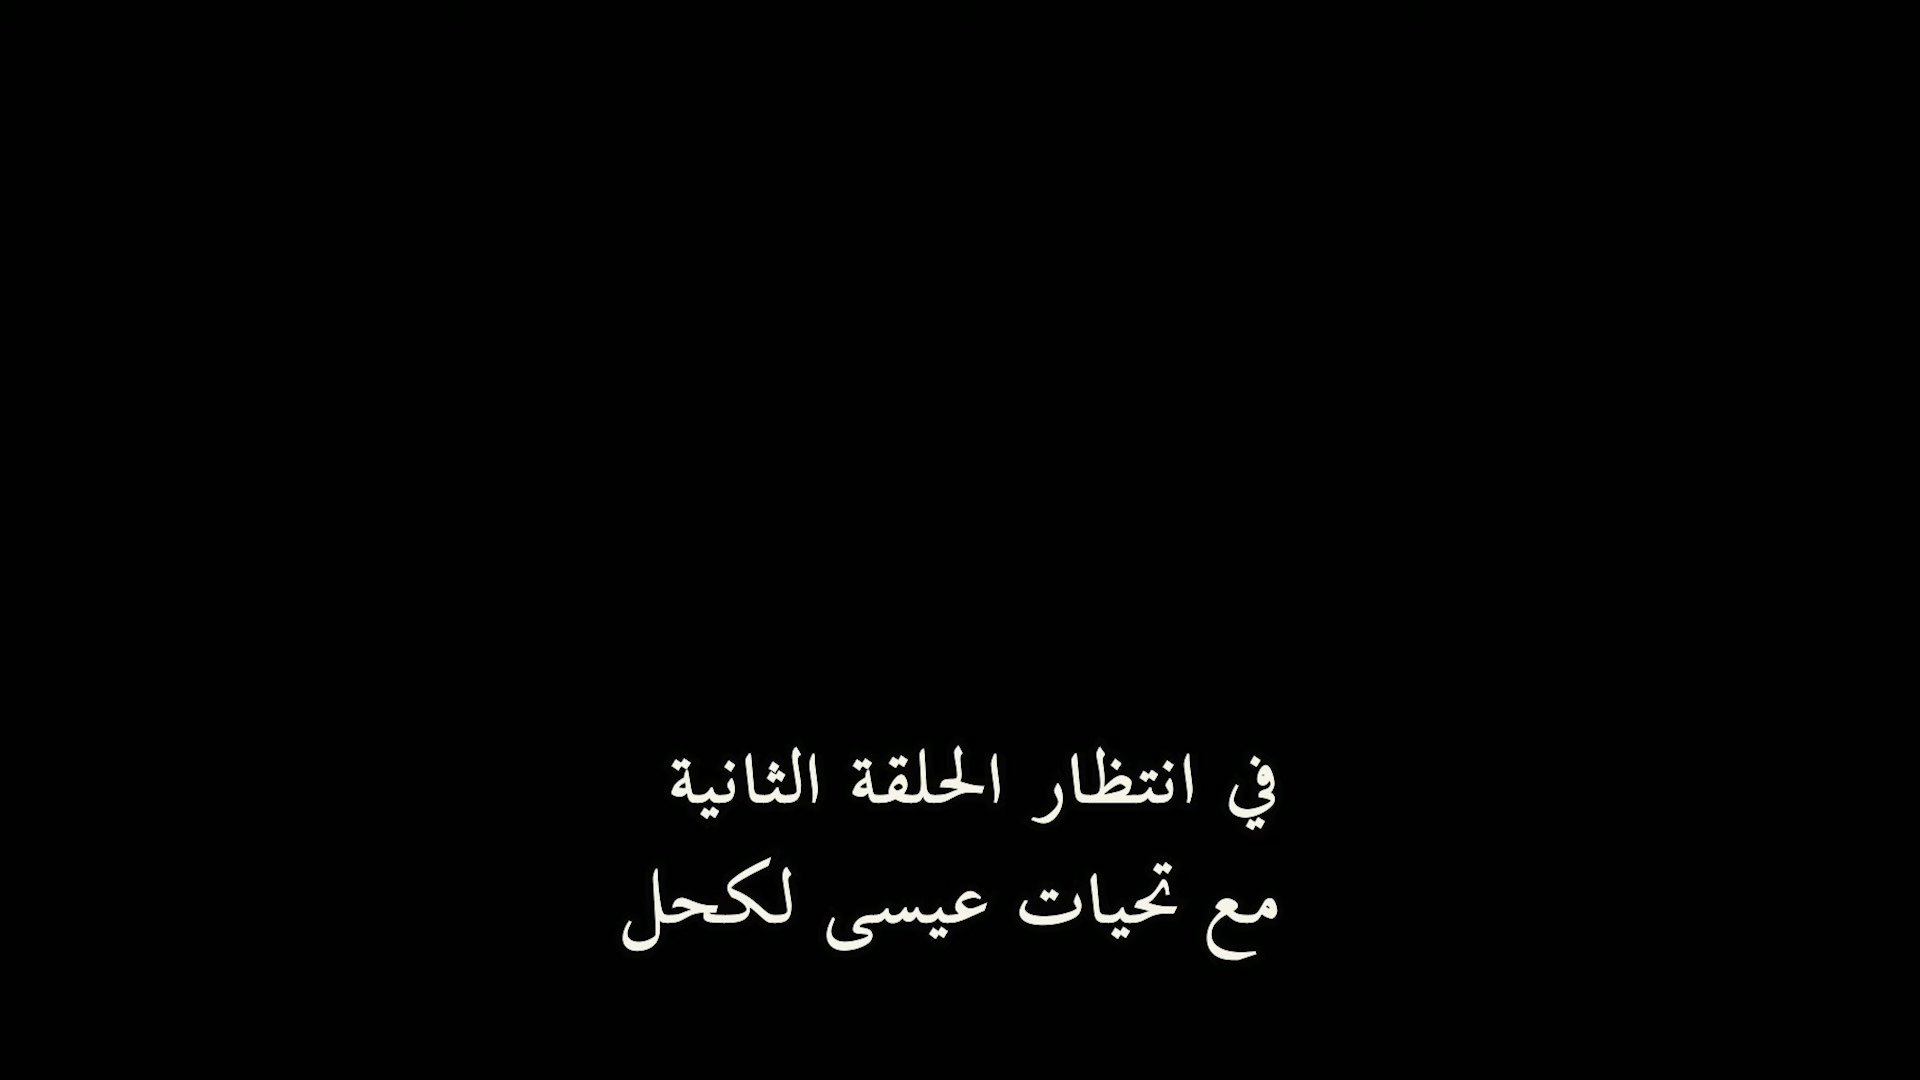 في انتظار الحلقة الثانية
مع تحيات عيسى لكحل